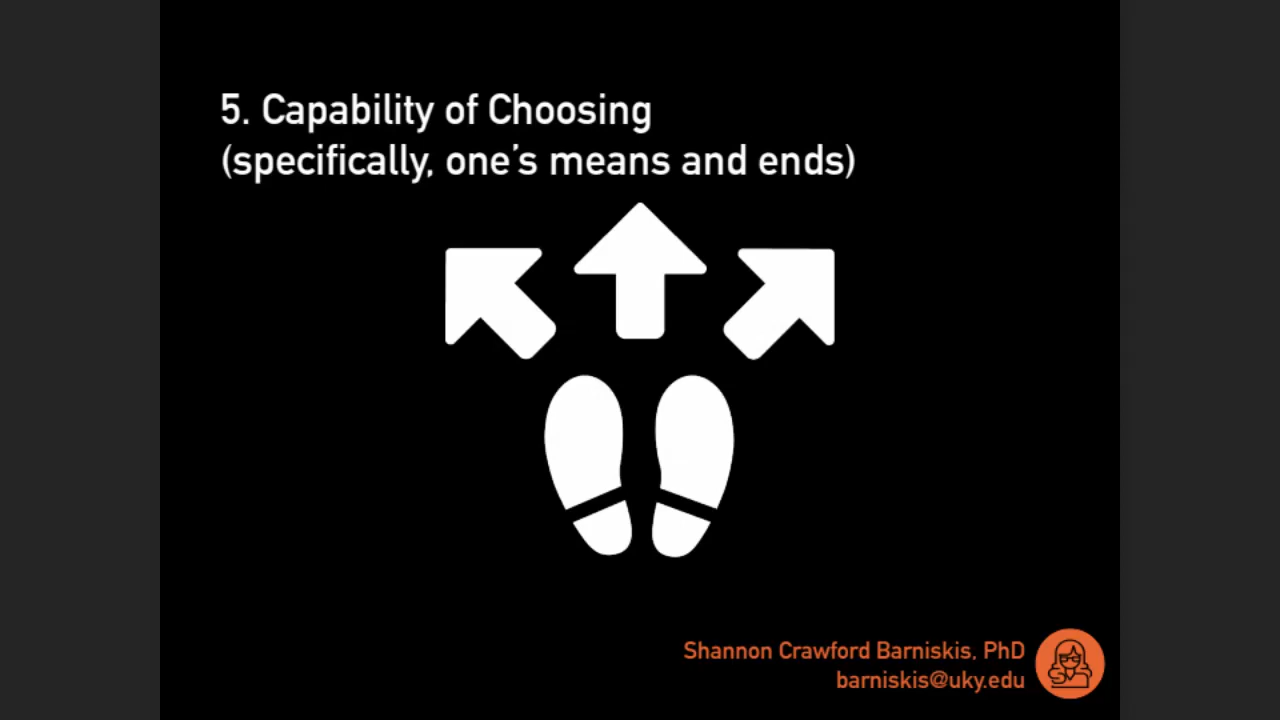 5. Capability of Choosing
(specifically, one's means and ends)
Shannon Crawford Barniskis, PhD
barniskis@uky.edu